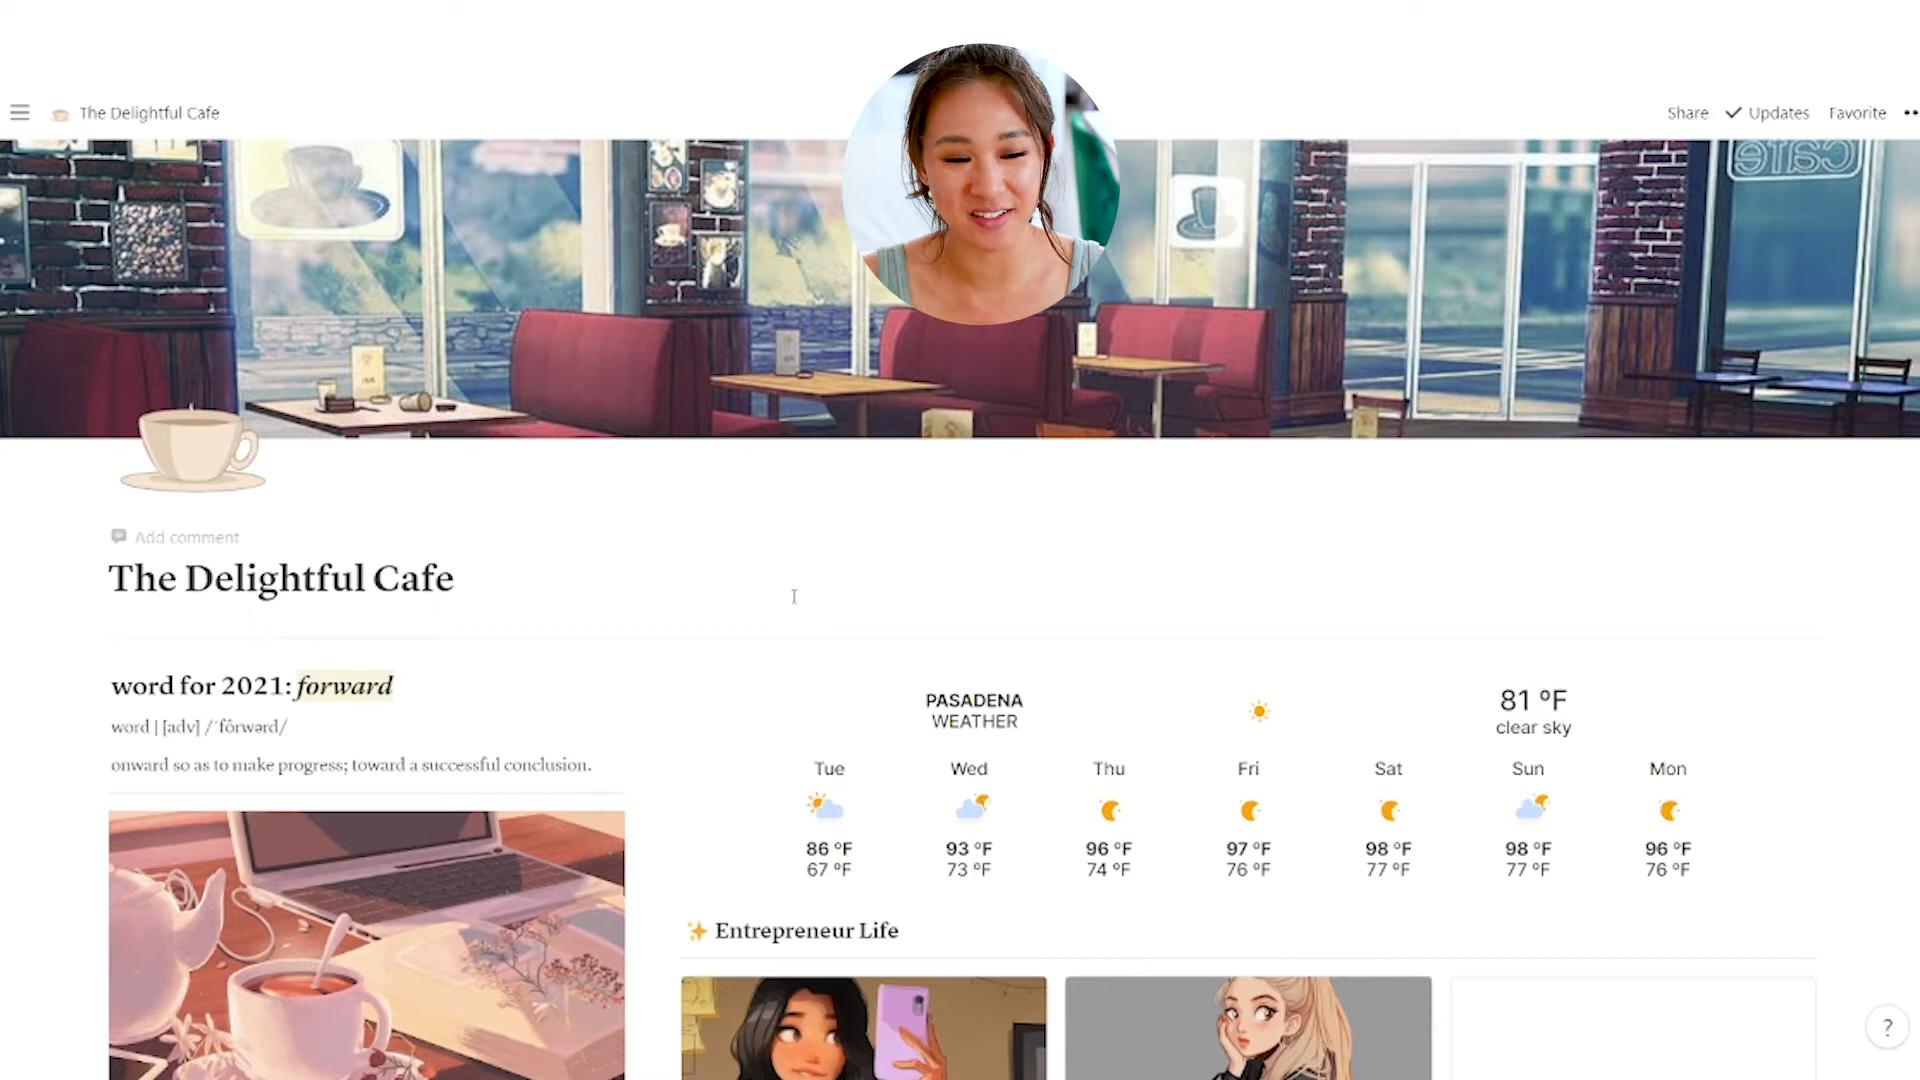 The Delightful Cafe
Share
Updates
Favorite
cafe
Add comment
The Delightful Cafe
word for 2021: forward
word | [adv] /ˈfôrwərd/
onward so as to make progress; toward a successful conclusion.
PASADENA
WEATHER
81 °F
clear sky
Tue Wed Thu Fri Sat Sun Mon
86 °F 93 °F 96 °F 97 °F 98 °F 98 °F 96 °F
67 °F 73 °F 74 °F 76 °F 77 °F 77 °F 76 °F
Entrepreneur Life
?